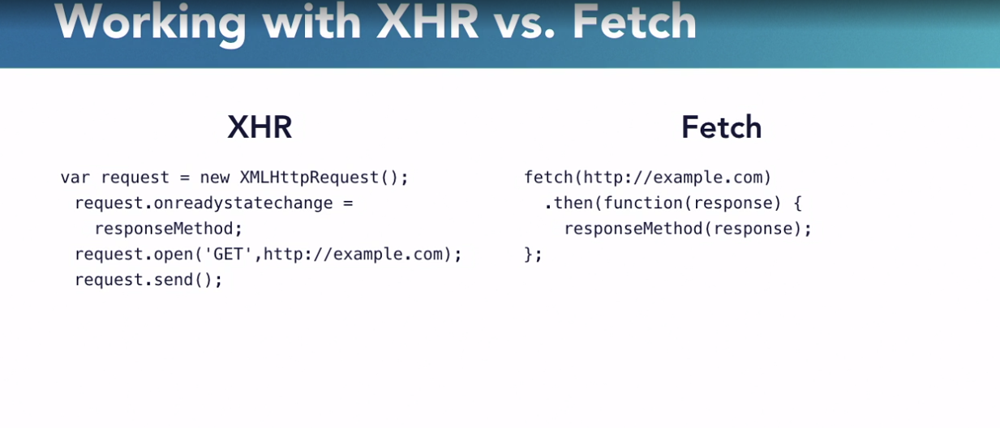 Working with XHR vs. Fetch
XHR
var request = new XMLHttpRequest();
request.onreadystatechange =
responseMethod;
request.open('GET',http://example.com);
request.send();
Fetch
fetch(http://example.com)
.then(function(response) {
responseMethod(response);
};